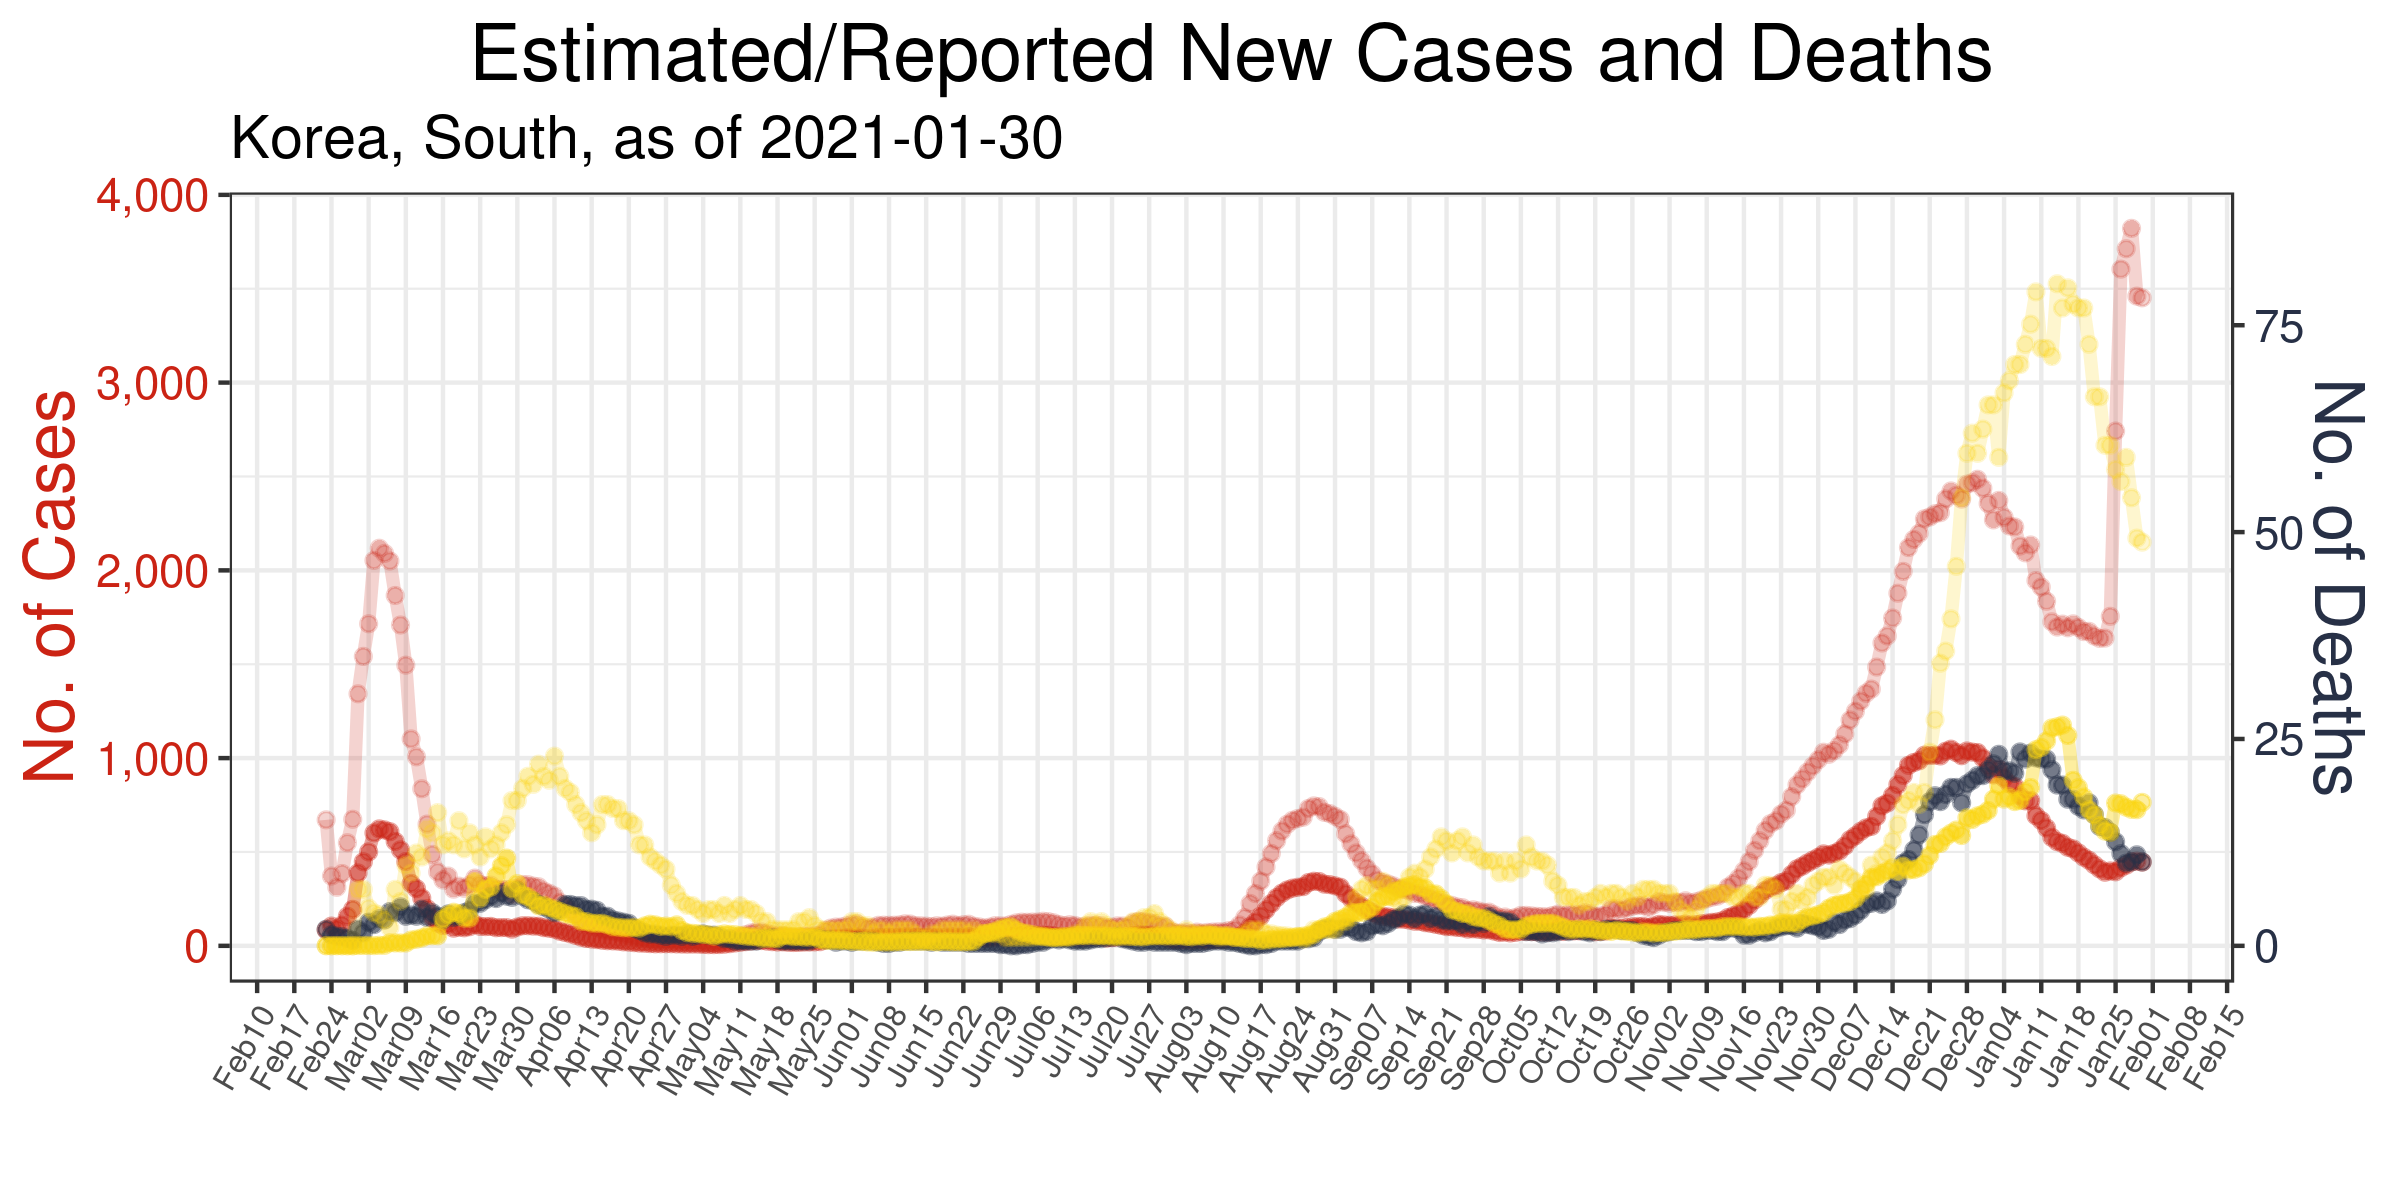 Estimated/Reported New Cases and Deaths
Korea, South, as of 2021-01-30
No. of Cases
4,000
3,000
2,000
1,000
0
75
50
25
0
No. of Deaths
Feb10
Feb17
Feb24
Mar02
Mar09
Mar16
Mar23
Mar30
Apr06
Apr13
Apr20
Apr27
May04
May11
May18
May25
Jun01
Jun08
Jun15
Jun22
Jun29
Jul06
Jul13
Jul20
Jul27
Aug03
Aug10
Aug17
Aug24
Aug31
Sep07
Sep14
Sep21
Sep28
Oct05
Oct12
Oct19
Oct26
Oct02
Nov02
Nov09
Nov16
Nov23
Nov30
Nov07
Dec14
Dec21
Dec28
Dec04
Jan11
Jan18
Jan25
Jan25
Feb01
Feb08
Feb15